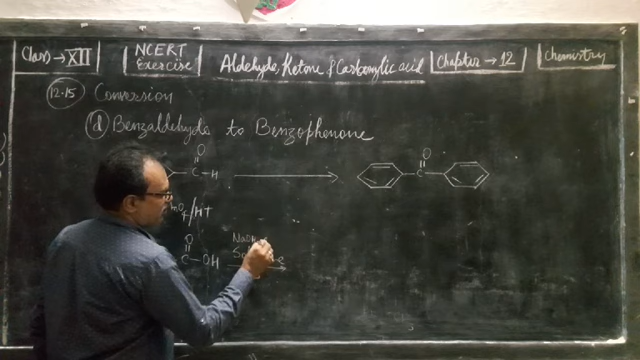 Class → XII
NCERT
Exercise
Aldehyde, Ketone & Carboxylic acid
Chapter → 12
Chemistry
12.15 Conversion
(d) Benzaldehyde to Benzophenone
O
C - H
O
C
/H+
O
C - OH